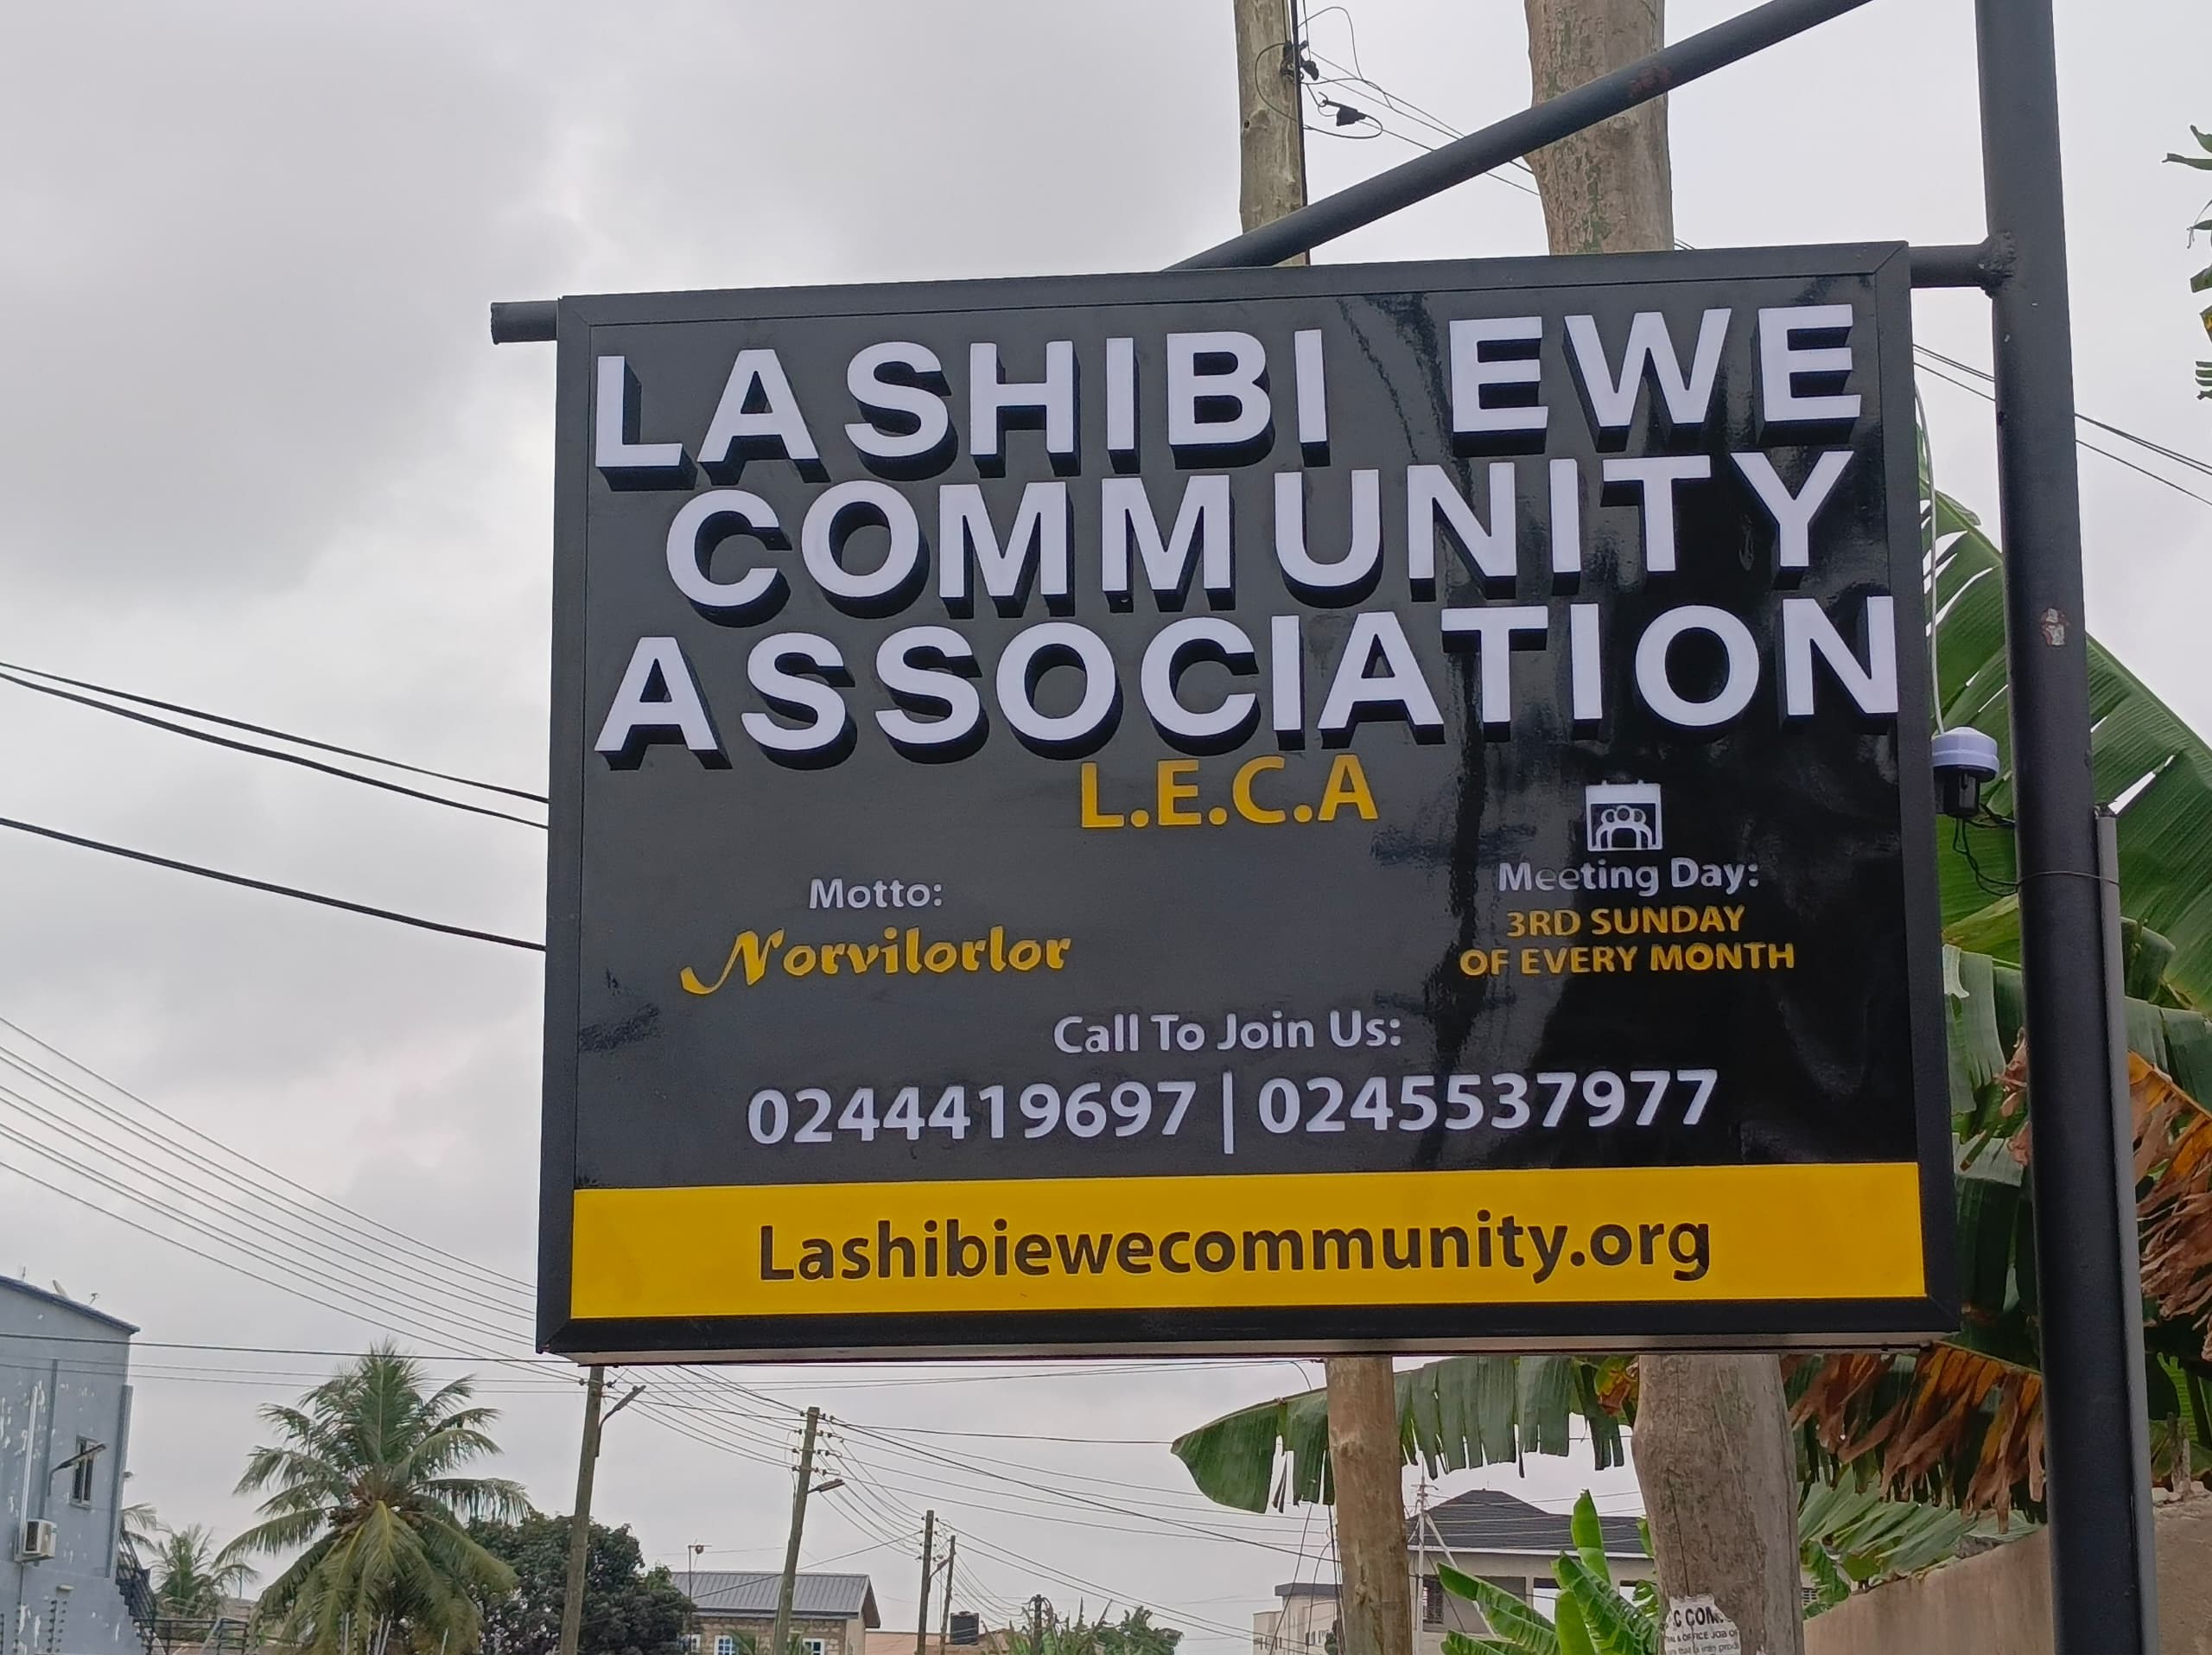 LASHIBI EWE
COMMUNITY
ASSOCIATION
L.E.C.A
Motto:
Norvilorlor
Meeting Day:
3RD SUNDAY
OF EVERY MONTH
Call To Join Us:
0244419697 | 0245537977
Lashibiewecommunity.org